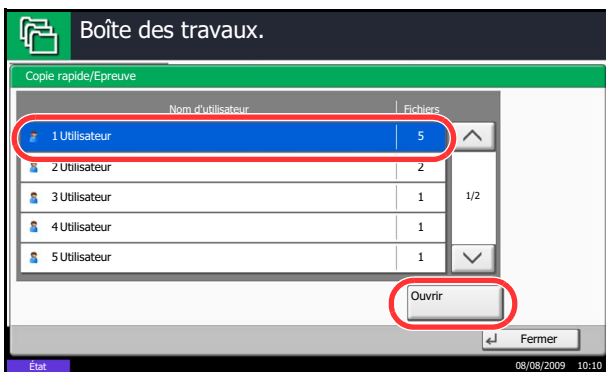 Boîte des travaux.
Copie rapide/Epreuve
Nom d'utilisateur Fichiers
1 Utilisateur 5
2 Utilisateur 2
3 Utilisateur 1
4 Utilisateur 1
5 Utilisateur 1
1/2
Ouvrir
Fermer
État 08/08/2009 10:10